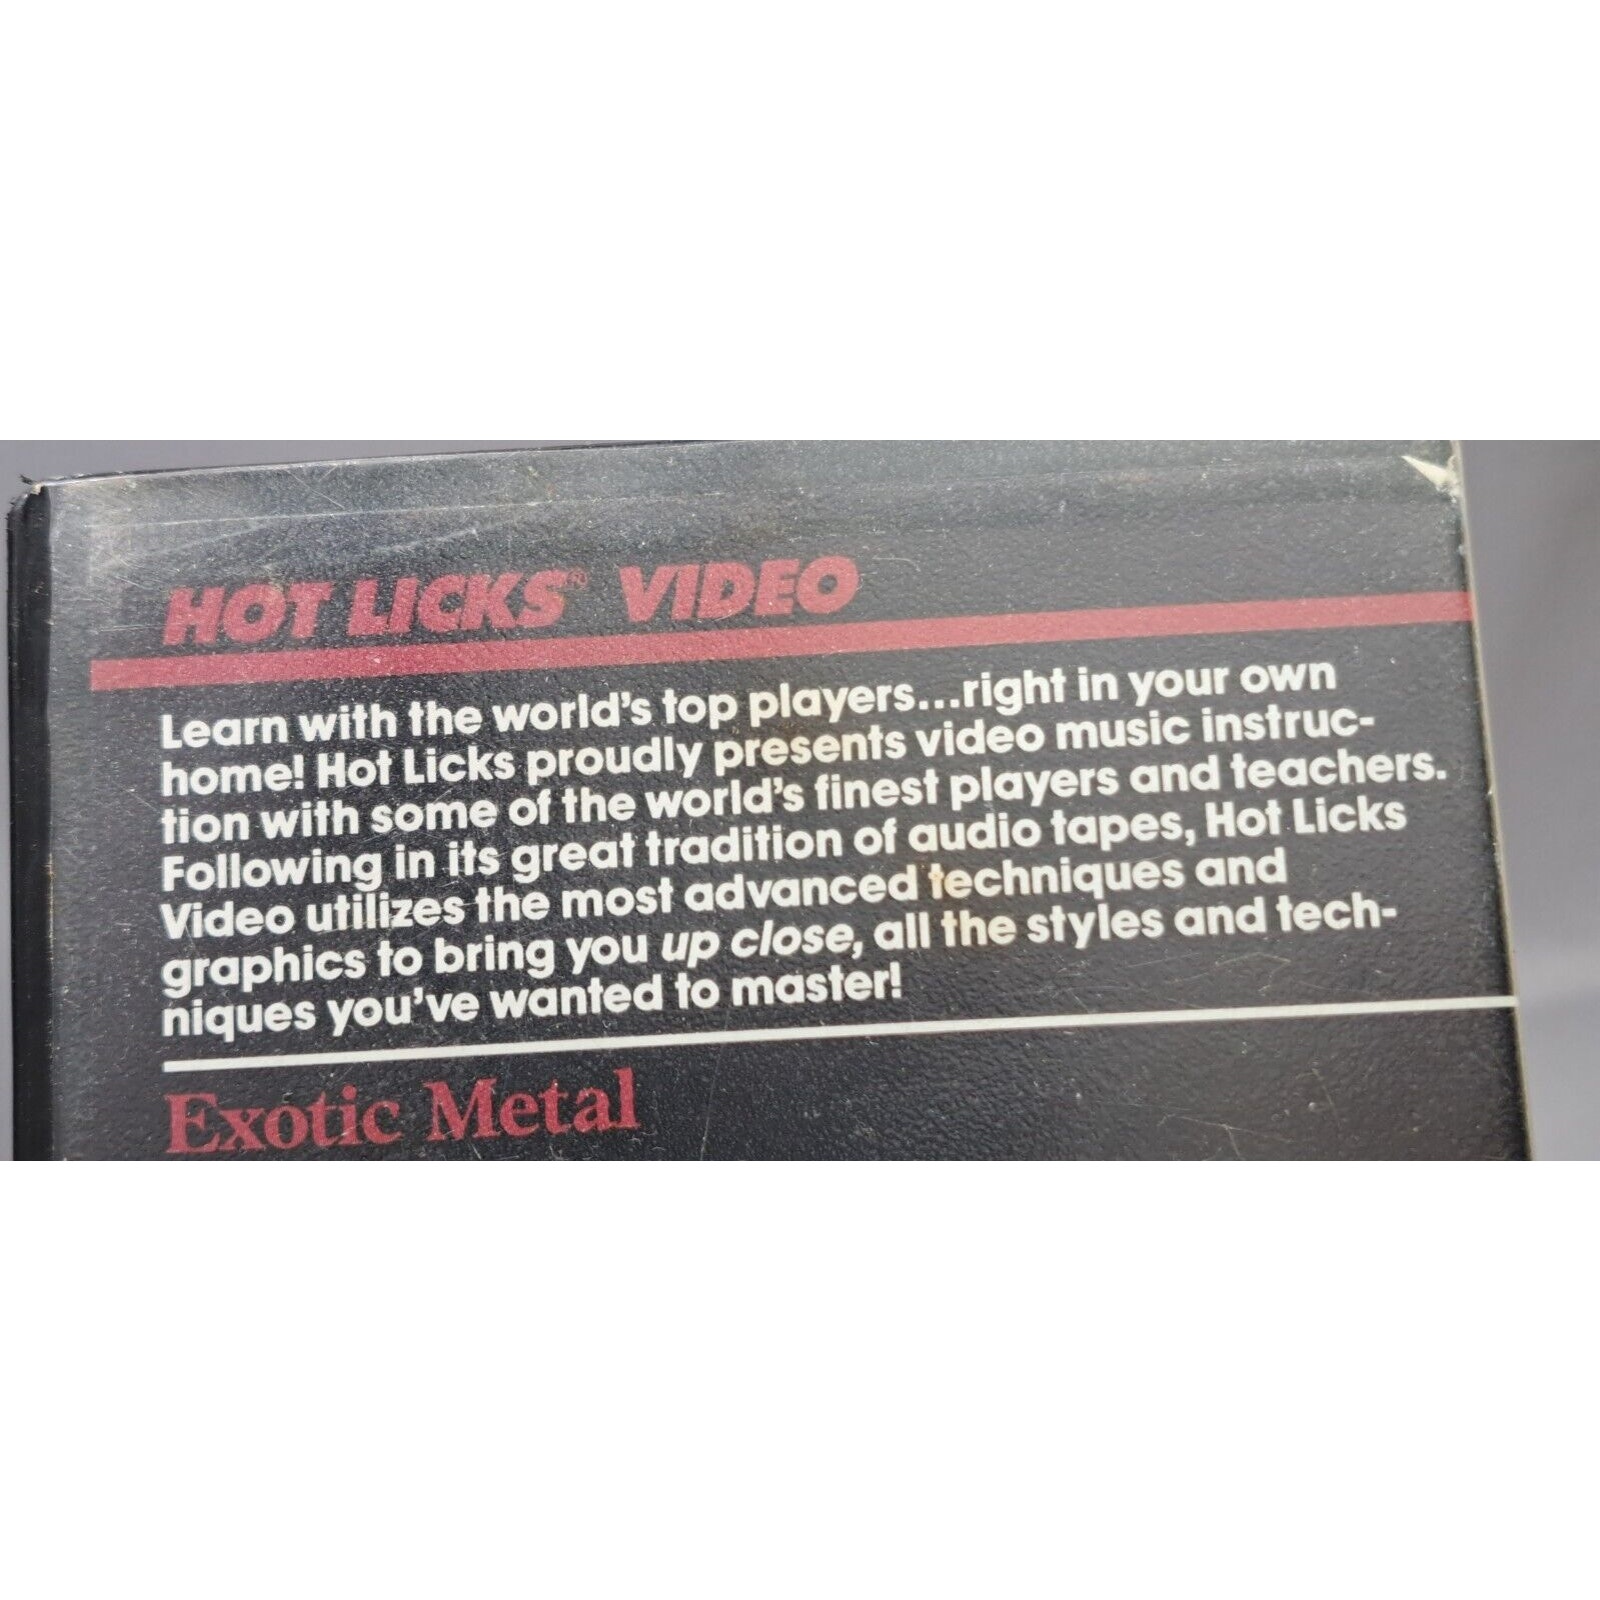 HOT LICKS® VIDEO
Learn with the world's top players...right in your own
home! Hot Licks proudly presents video music instruc-
tion with some of the world's finest players and teachers.
Following in its great tradition of audio tapes, Hot Licks
Video utilizes the most advanced techniques and
graphics to bring you up close, all the styles and tech-
niques you've wanted to master!
Exotic Metal